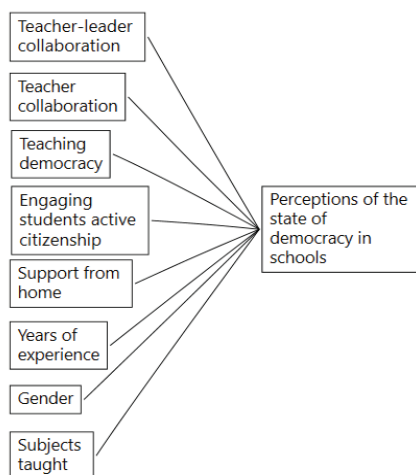 Teacher-leader
collaboration
Teacher
collaboration
Teaching
democracy
Engaging
students active
citizenship
Support from
home
Years of
experience
Gender
Subjects
taught
Perceptions of the
state of
democracy in
schools